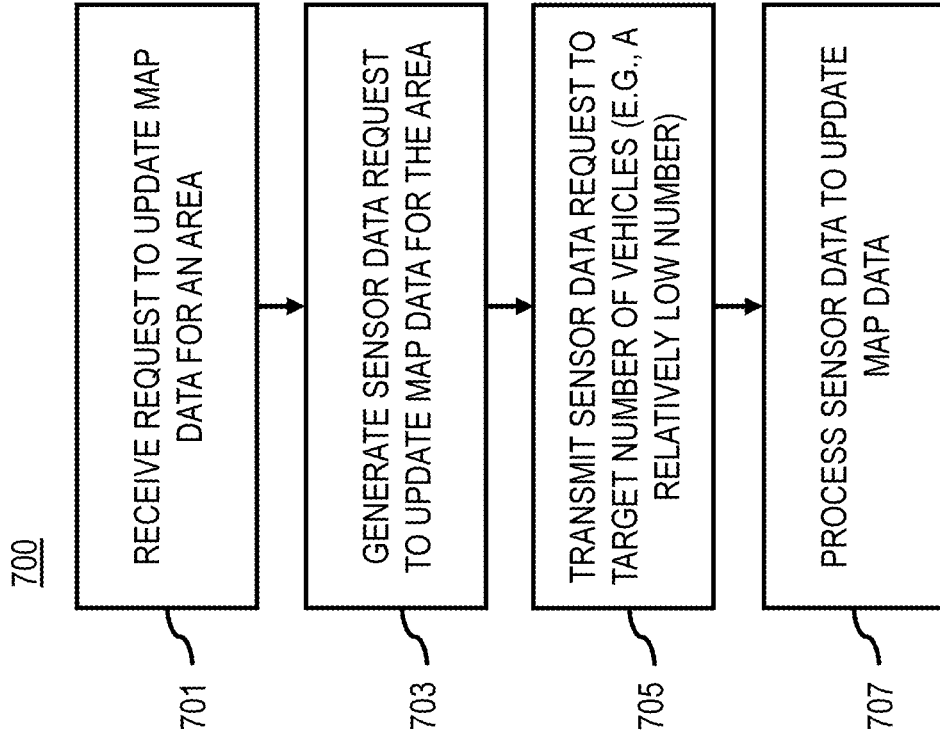 700
701
RECEIVE REQUEST TO UPDATE MAP
DATA FOR AN AREA
703
GENERATE SENSOR DATA REQUEST
TO UPDATE MAP DATA FOR THE AREA
705
TRANSMIT SENSOR DATA REQUEST TO
TARGET NUMBER OF VEHICLES (E.G., A
RELATIVELY LOW NUMBER)
707
PROCESS SENSOR DATA TO UPDATE
MAP DATA